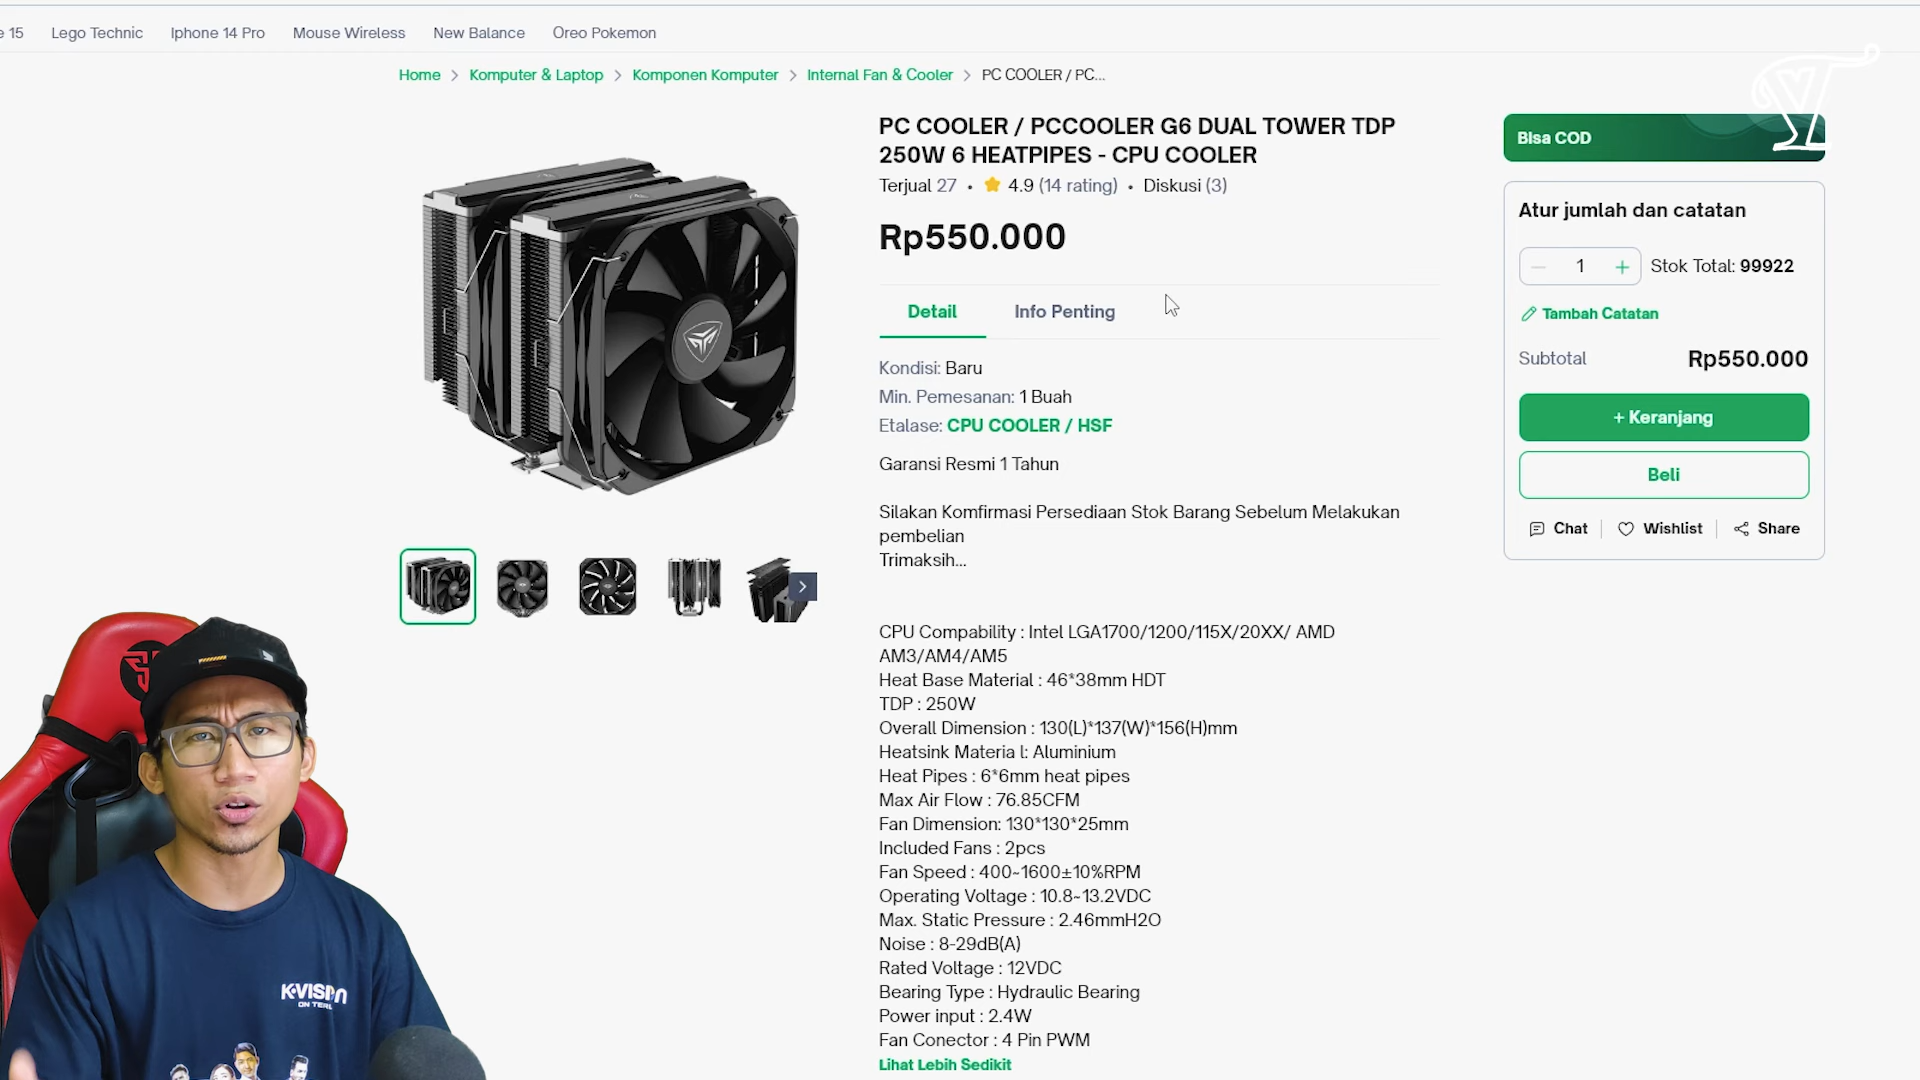 e 15 Lego Technic Iphone 14 Pro Mouse Wireless New Balance Oreo Pokemon
Home > Komputer & Laptop > Komponen Komputer > Internal Fan & Cooler > PC COOLER / PC...
PC COOLER / PCCOOLER G6 DUAL TOWER TDP
250W 6 HEATPIPES - CPU COOLER
Terjual 27 • 4.9 (14 rating) • Diskusi (3)
Rp550.000
Detail Info Penting
Kondisi: Baru
Min. Pemesanan: 1 Buah
Etalase: CPU COOLER / HSF
Garansi Resmi 1 Tahun
Silakan Komfirmasi Persediaan Stok Barang Sebelum Melakukan
pembelian
Trimaksih...
CPU Compability : Intel LGA1700/1200/115X/20XX/ AMD
AM3/AM4/AM5
Heat Base Material : 46*38mm HDT
TDP : 250W
Overall Dimension : 130(L)*137(W)*156(H)mm
Heatsink Materia l: Aluminium
Heat Pipes : 6*6mm heat pipes
Max Air Flow : 76.85CFM
Fan Dimension: 130*130*25mm
Included Fans : 2pcs
Fan Speed : 400~1600±10%RPM
Operating Voltage : 10.8~13.2VDC
Max. Static Pressure : 2.46mmH2O
Noise : 8-29dB(A)
Rated Voltage : 12VDC
Bearing Type : Hydraulic Bearing
Power input : 2.4W
Fan Conector : 4 Pin PWM
Lihat Lebih Sedikit
Bisa COD
Atur jumlah dan catatan
1 Stok Total: 99922
Tambah Catatan
Subtotal Rp550.000
+ Keranjang
Beli
Chat Wishlist Share
K-VISION